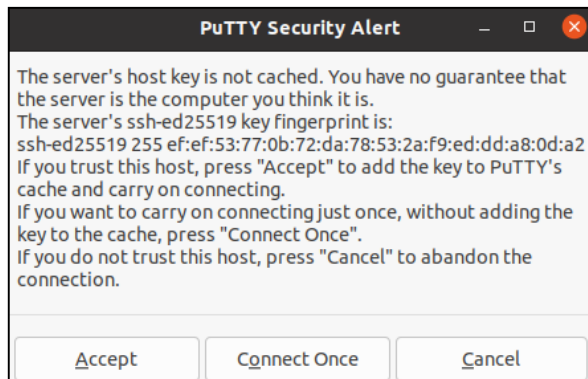 PuTTY Security Alert
The server's host key is not cached. You have no guarantee that
the server is the computer you think it is.
The server's ssh-ed25519 key fingerprint is:
ssh-ed25519 255 ef:ef:53:77:0b:72:da:78:53:2a:f9:ed:dd:a8:0d:a2
If you trust this host, press "Accept" to add the key to PuTTY's
cache and carry on connecting.
If you want to carry on connecting just once, without adding the
key to the cache, press "Connect Once".
If you do not trust this host, press "Cancel" to abandon the
connection.
Accept
Connect Once
Cancel